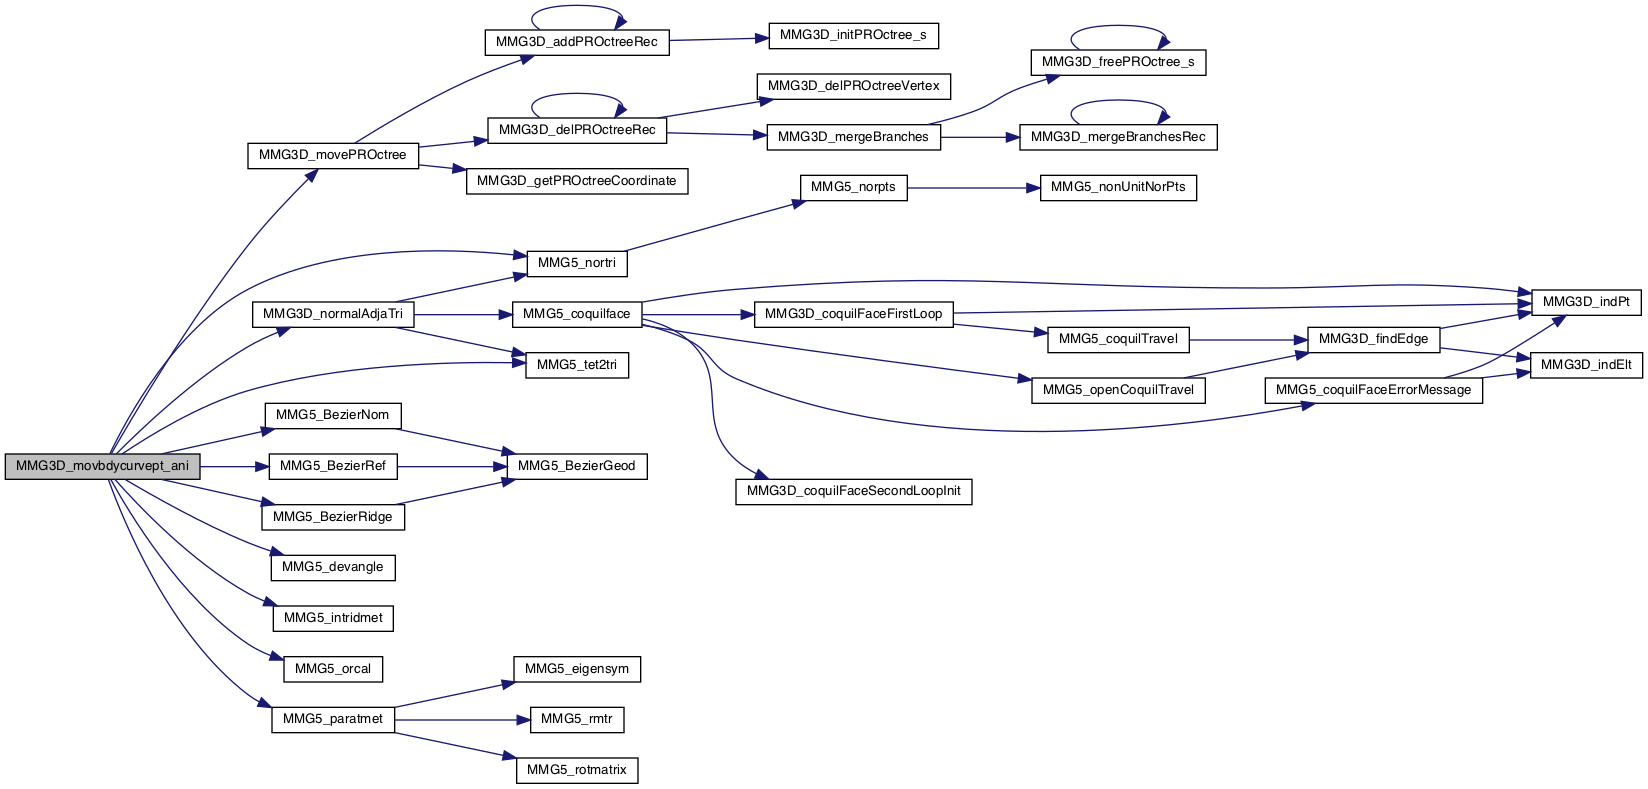 MMG3D_addPROctreeRec
MMG3D_initPROctree_s
MMG3D_freePROctree_s
MMG3D_delPROctreeVertex
MMG3D_delPROctreeRec
MMG3D_mergeBranches
MMG3D_mergeBranchesRec
MMG3D_movePROctree
MMG3D_getPROctreeCoordinate
MMG5_norpts
MMG5_nonUnitNorPts
MMG5_nortri
MMG3D_normalAdjaTri
MMG5_coquilface
MMG3D_coquilFaceFirstLoop
MMG3D_indPt
MMG5_coquilTravel
MMG3D_findEdge
MMG5_tet2tri
MMG3D_indElt
MMG5_openCoquilTravel
MMG5_coquilFaceErrorMessage
MMG5_BezierNom
MMG3D_movbdycurvept_ani
MMG5_BezierRef
MMG5_BezierGeod
MMG3D_coquilFaceSecondLoopInit
MMG5_BezierRidge
MMG5_devangle
MMG5_intridmet
MMG5_orcal
MMG5_eigensym
MMG5_paratmet
MMG5_rmtr
MMG5_rotmatrix